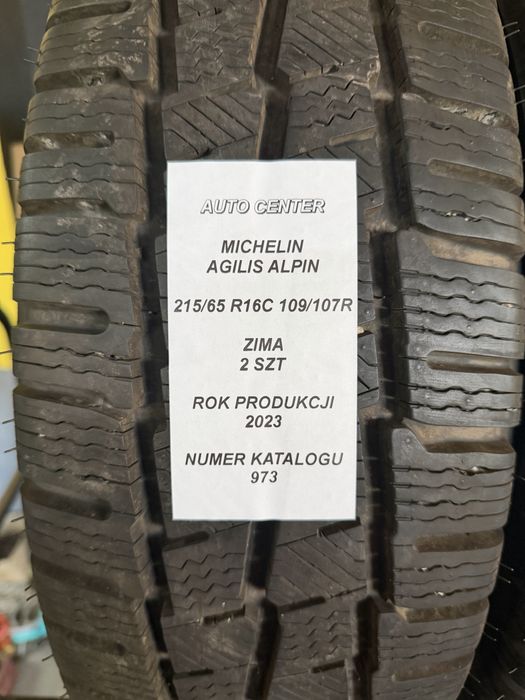 AUTO CENTER
MICHELIN
AGILIS ALPIN
215/65 R16C 109/107R
ZIMA
2 SZT
ROK PRODUKCJI
2023
NUMER KATALOGU
973